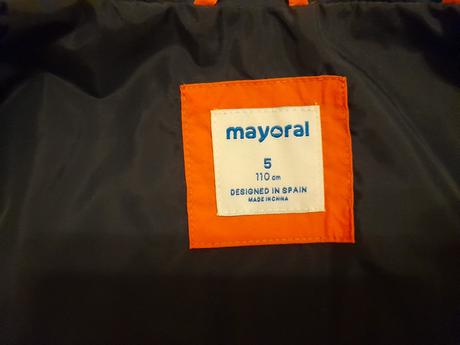 mayoral
5
110 cm
DESIGNED IN SPAIN
MADE IN CHINA